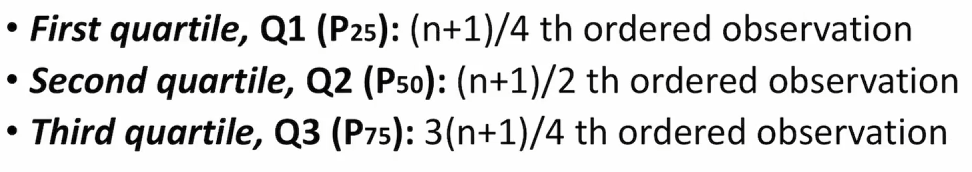 • First quartile, Q1 (P25): (n+1)/4 th ordered observation
• Second quartile, Q2 (P50): (n+1)/2 th ordered observation
• Third quartile, Q3 (P75): 3(n+1)/4 th ordered observation